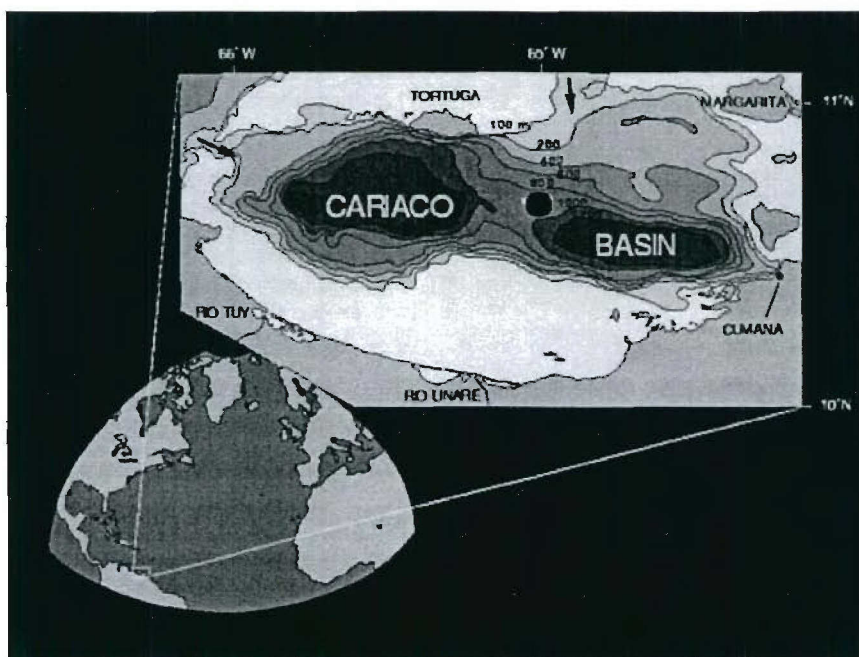 66° W
65° W
11°N
TORTUGA
MARGARITA
100 m
200
CARIACO
BASIN
RIO TUY
CUMANA
RIO UNARE
10°N